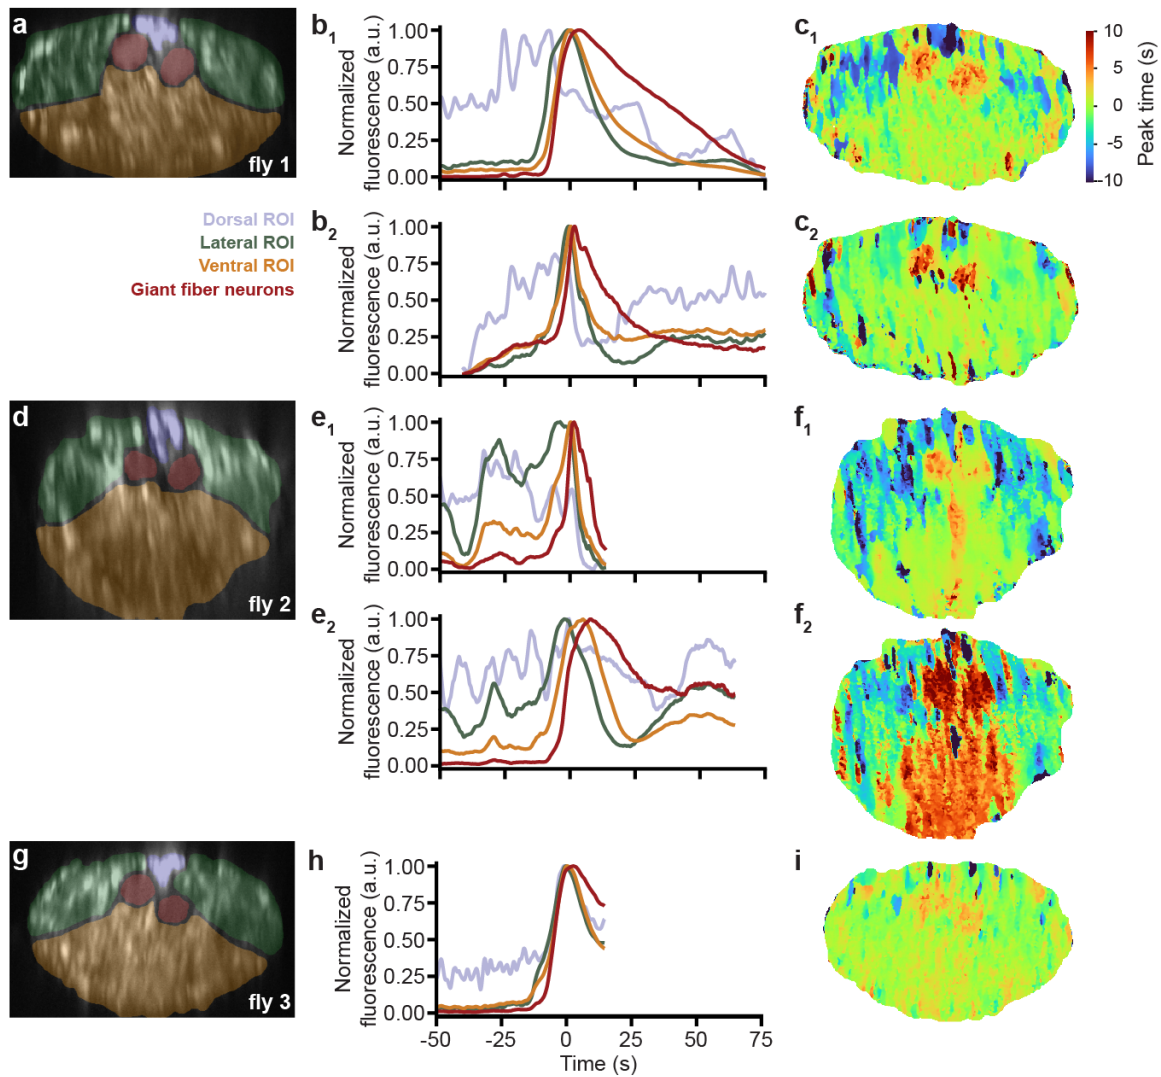 a
fly 1
b1
Normalized
fluorescence (a.u.)
1.00
0.75
0.50
0.25
0.00
c1
10
5
0
-5
-10
Peak time (s)
Dorsal ROI
Lateral ROI
Ventral ROI
Giant fiber neurons
b2
Normalized
fluorescence (a.u.)
1.00
0.75
0.50
0.25
0.00
c2
d
fly 2
e1
Normalized
fluorescence (a.u.)
1.00
0.75
0.50
0.25
0.00
f1
e2
Normalized
fluorescence (a.u.)
1.00
0.75
0.50
0.25
0.00
f2
g
fly 3
h
Normalized
fluorescence (a.u.)
1.00
0.75
0.50
0.25
0.00
-50 -25 0 25 50 75
Time (s)
i